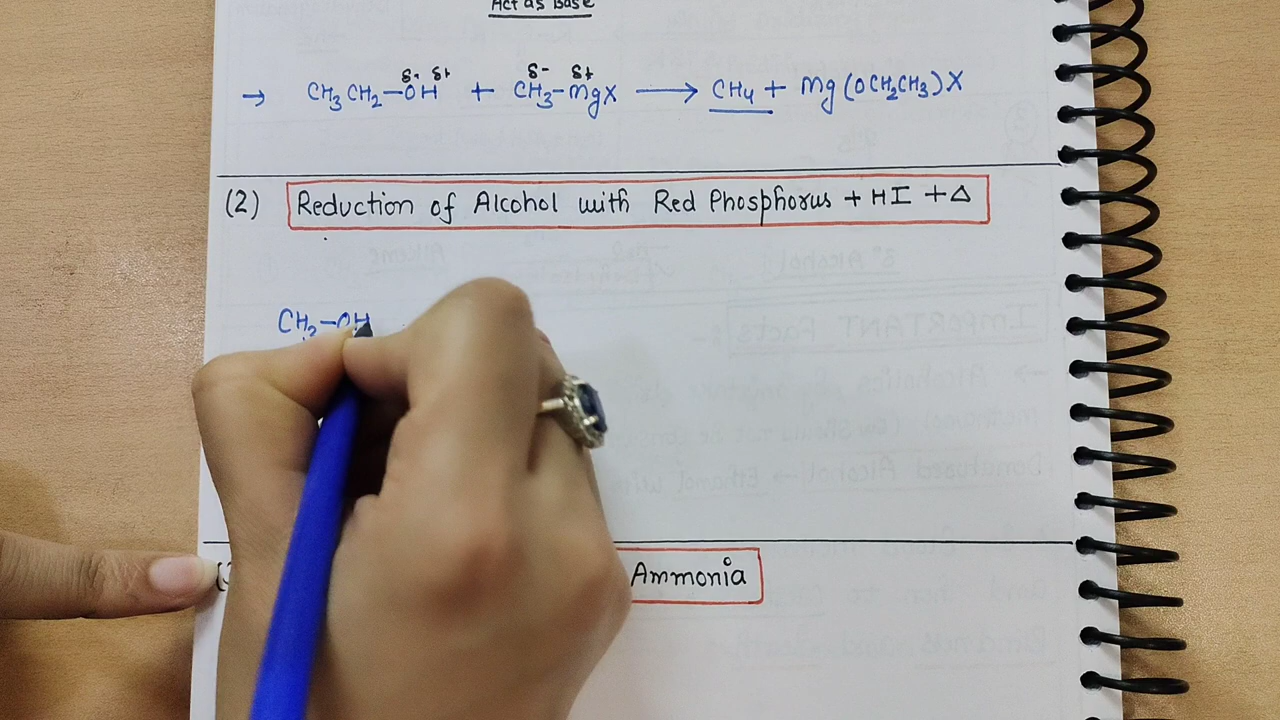 Act as Base
δ- δ+ δ- δ+
→ CH₃CH₂—OH + CH₃—MgX ⟶ CH₄ + Mg(OCH₂CH₃)X
(2) Reduction of Alcohol with Red Phosphorus + HI + Δ
CH₃—OH
Ammonia